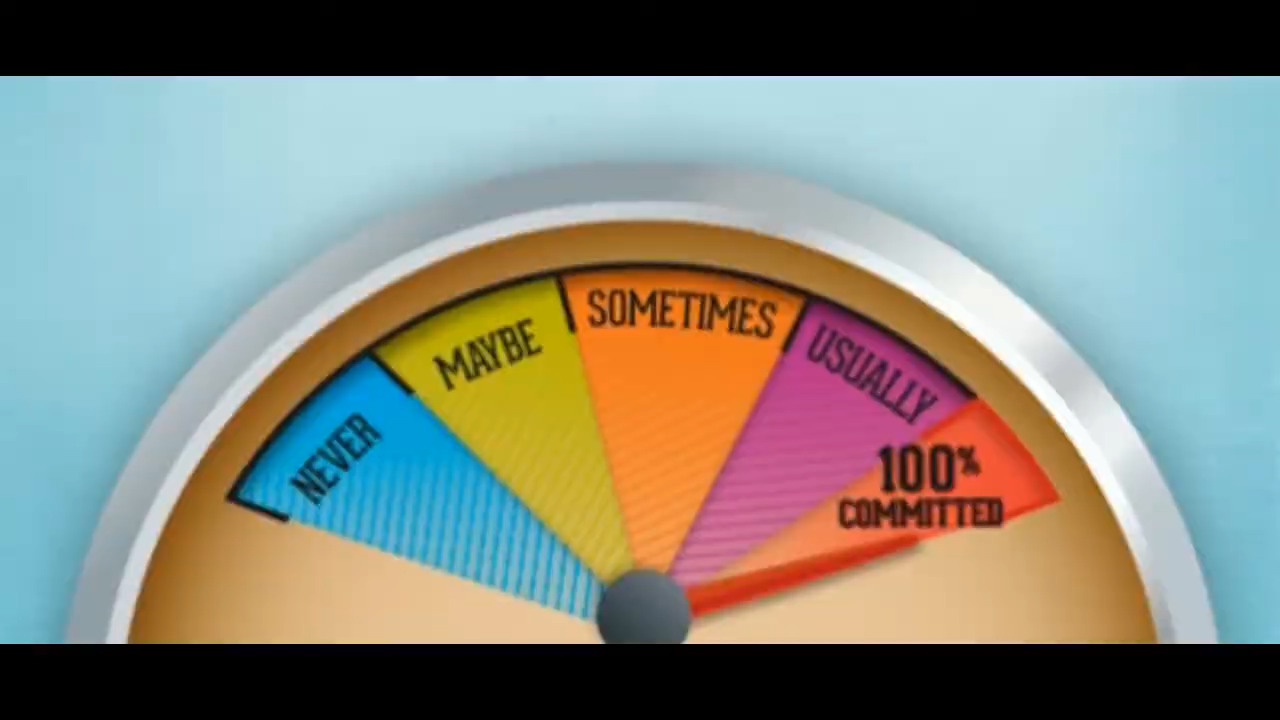 NEVER
MAYBE
SOMETIMES
USUALLY
100%
COMMITTED